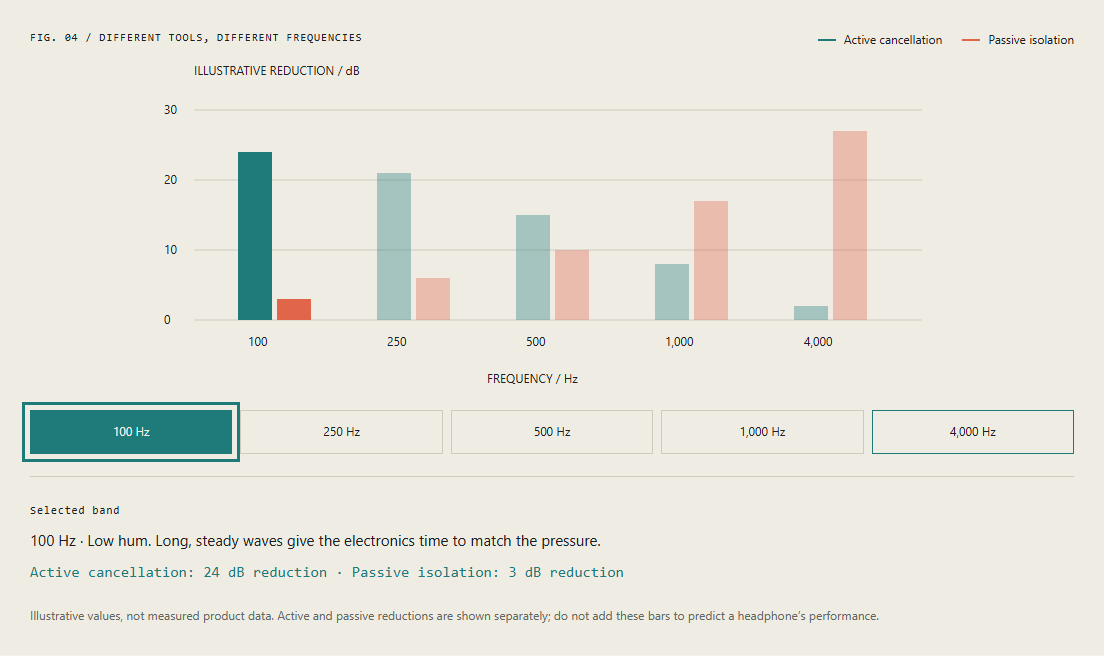 FIG. 04 / DIFFERENT TOOLS, DIFFERENT FREQUENCIES
Active cancellation
Passive isolation
ILLUSTRATIVE REDUCTION / dB
30
20
10
0
100
250
500
1,000
4,000
FREQUENCY / Hz
100 Hz
250 Hz
500 Hz
1,000 Hz
4,000 Hz
Selected band
100 Hz · Low hum. Long, steady waves give the electronics time to match the pressure.
Active cancellation: 24 dB reduction · Passive isolation: 3 dB reduction
Illustrative values, not measured product data. Active and passive reductions are shown separately; do not add these bars to predict a headphone’s performance.